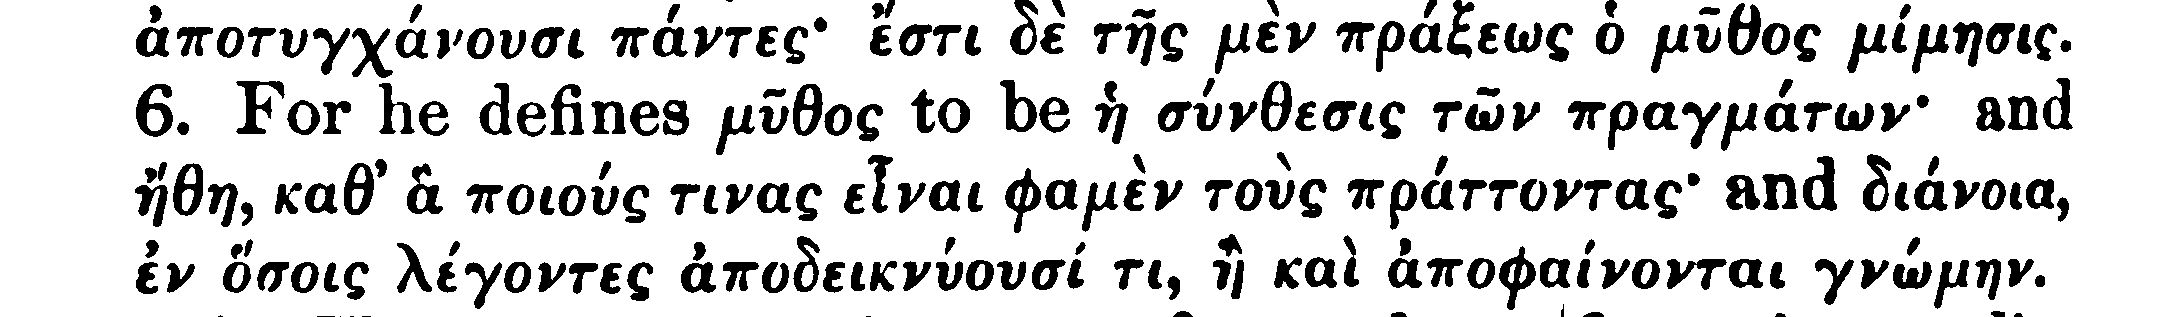 ἀποτυγχάνουσι πάντες· ἔστι δὲ τῆς μὲν πράξεως ὁ μῦθος μίμησις.
6. For he defines μῦθος to be ἡ σύνθεσις τῶν πραγμάτων· and
ἤθη, καθ’ ἃ ποιούς τινας εἶναι φαμὲν τοὺς πράττοντας· and διάνοια,
ἐν ὅσοις λέγοντες ἀποδεικνύουσί τι, ἢ καὶ ἀποφαίνονται γνώμην.